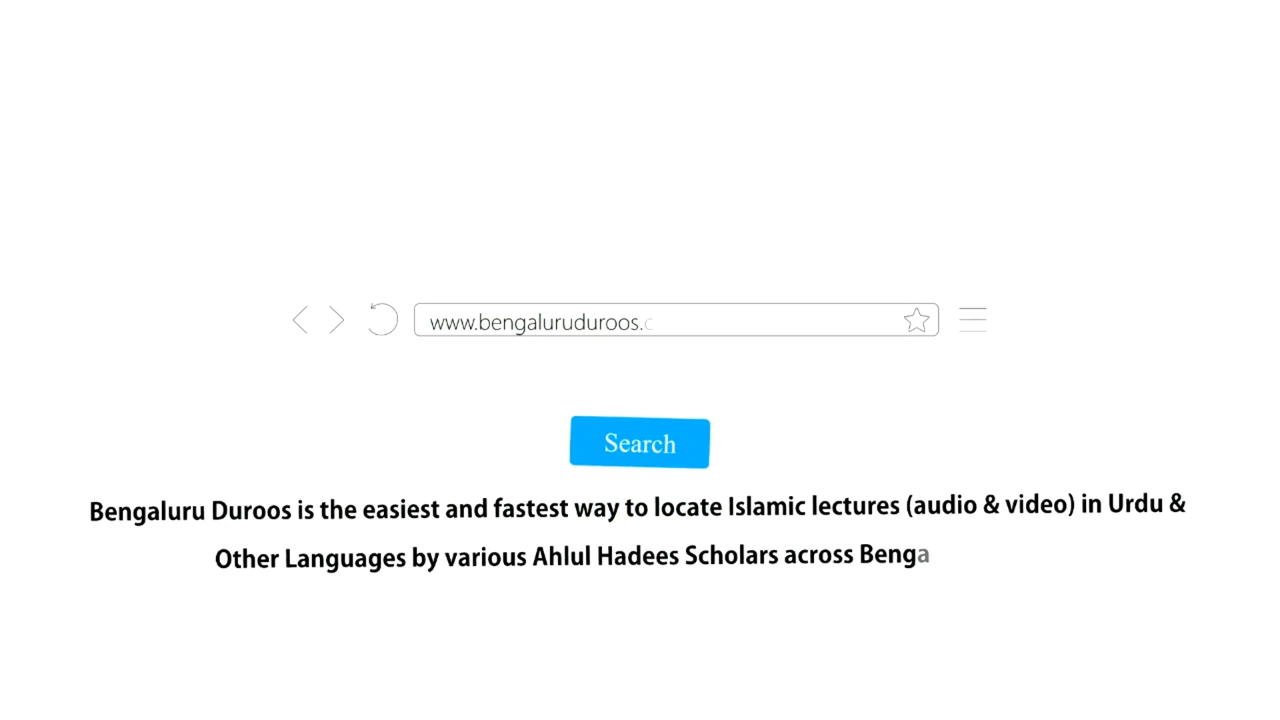 www.bengaluruduroos.c
Search
Bengaluru Duroos is the easiest and fastest way to locate Islamic lectures (audio & video) in Urdu &
Other Languages by various Ahlul Hadees Scholars across Benga